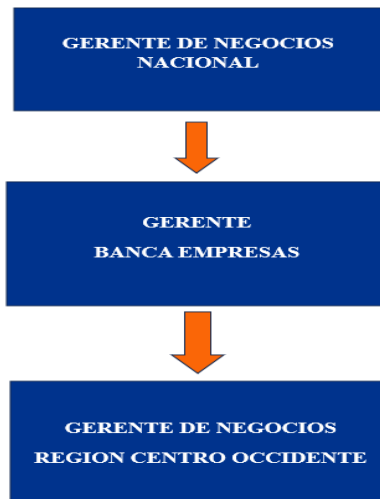 GERENTE DE NEGOCIOS
NACIONAL
GERENTE
BANCA EMPRESAS
GERENTE DE NEGOCIOS
REGION CENTRO OCCIDENTE